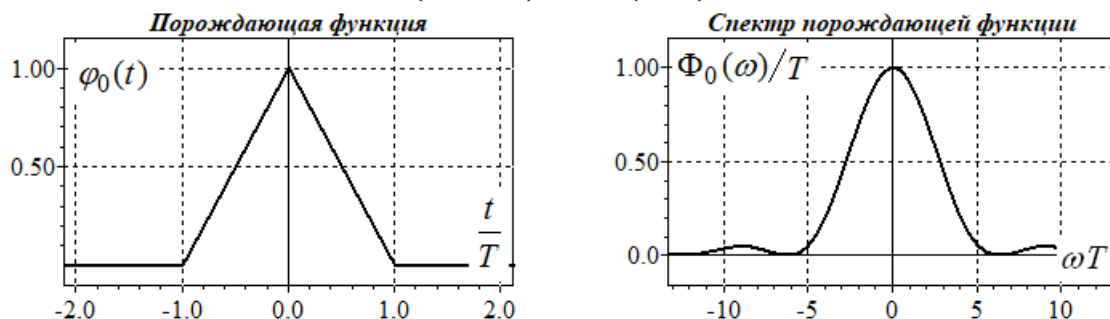 Порождающая функция
1.00
φ₀(t)
0.50
t/T
-2.0 -1.0 0.0 1.0 2.0
Спектр порождающей функции
1.00
Φ₀(ω)/T
0.50
0.0
ωT
-10 -5 0 5 10